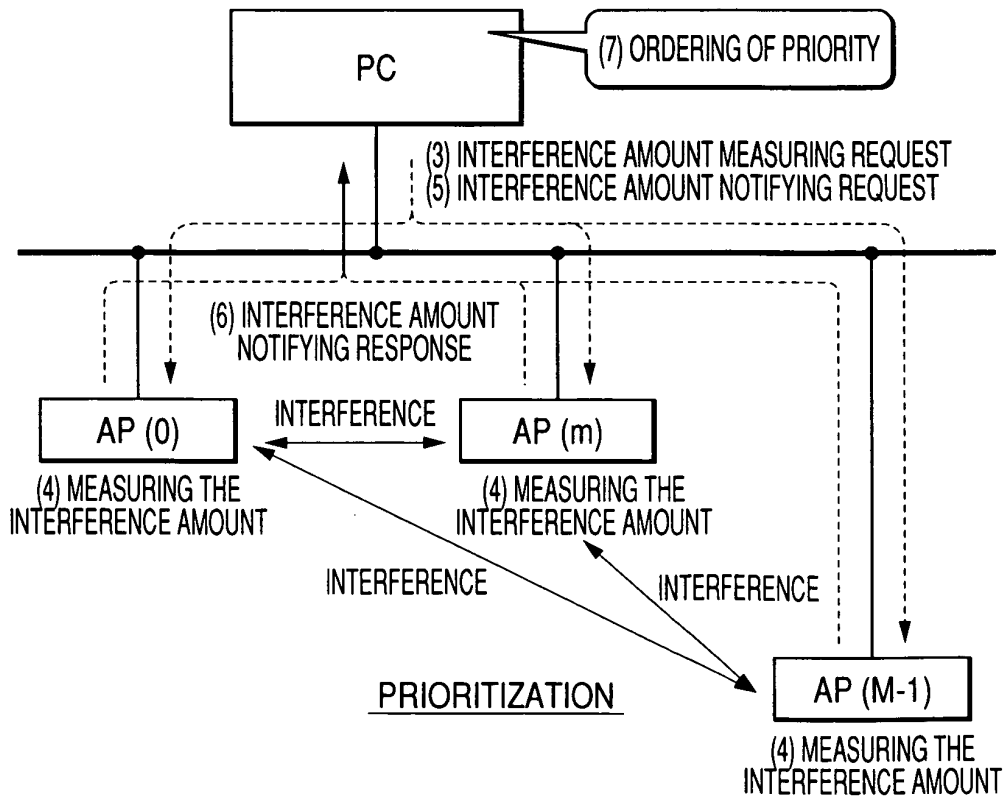 PC
(7) ORDERING OF PRIORITY
(3) INTERFERENCE AMOUNT MEASURING REQUEST
(5) INTERFERENCE AMOUNT NOTIFYING REQUEST
(6) INTERFERENCE AMOUNT
NOTIFYING RESPONSE
AP (0)
INTERFERENCE
AP (m)
(4) MEASURING THE
INTERFERENCE AMOUNT
(4) MEASURING THE
INTERFERENCE AMOUNT
INTERFERENCE
INTERFERENCE
PRIORITIZATION
AP (M-1)
(4) MEASURING THE
INTERFERENCE AMOUNT